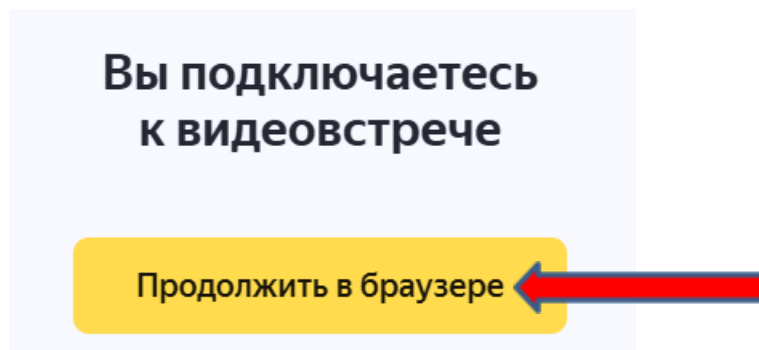 Вы подключаетесь
к видеовстрече
Продолжить в браузере